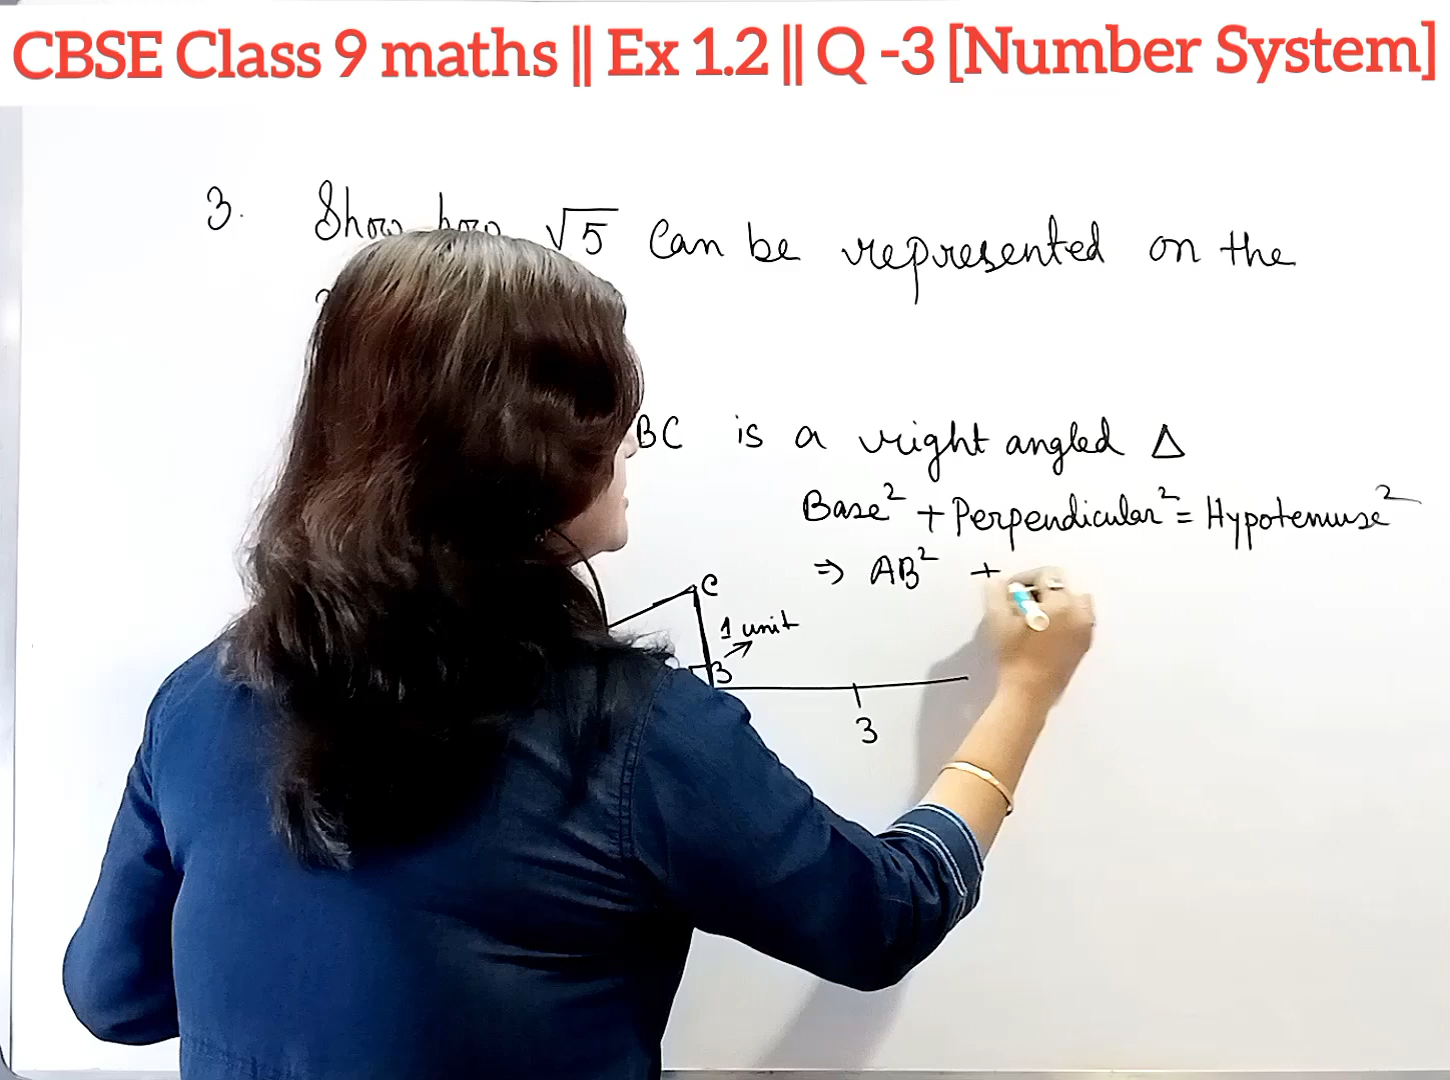 CBSE Class 9 maths || Ex 1.2 || Q -3 [Number System]
3. Show how √5 Can be represented on the
BC is a right angled Δ
Base² + Perpendicular² = Hypotenuse²
⇒ AB² +
C
1 unit
B
3